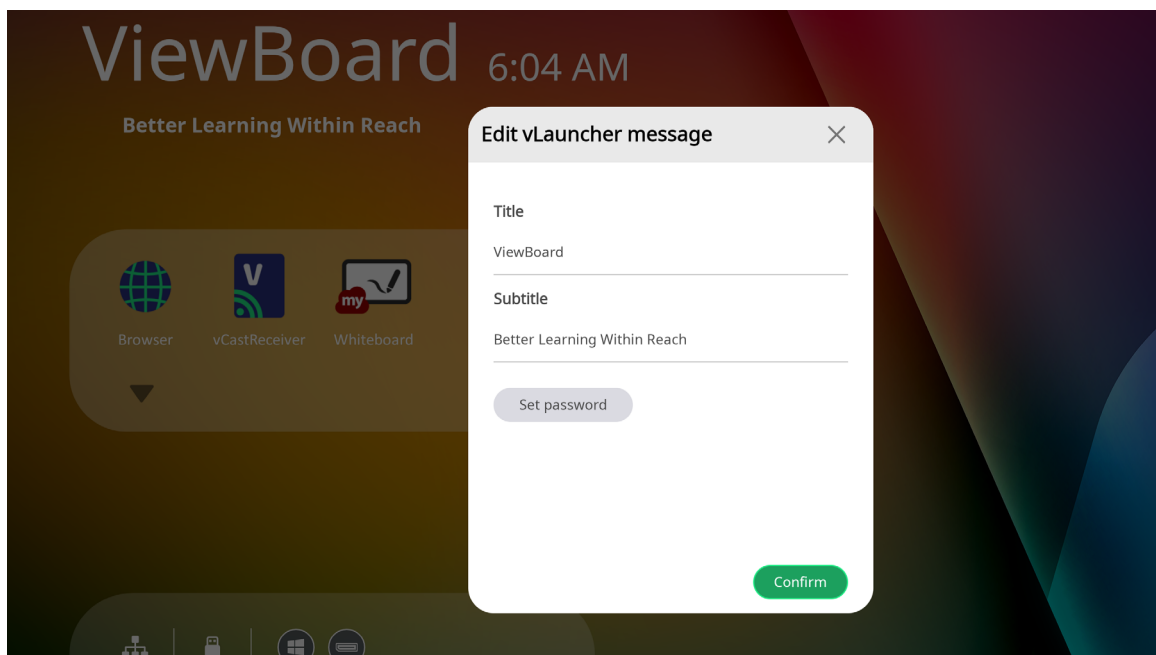 ViewBoard 6:04 AM
Better Learning Within Reach
Edit vLauncher message
Title
ViewBoard
Subtitle
Better Learning Within Reach
Set password
Confirm
V
my
Browser vCastReceiver Whiteboard